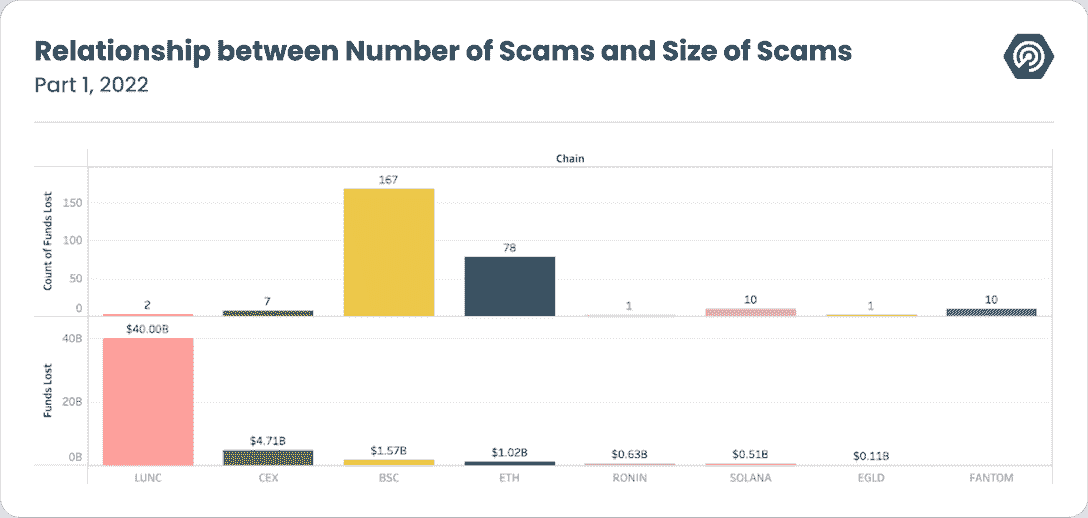 Relationship between Number of Scams and Size of Scams
Part 1, 2022
Chain
Count of Funds Lost
150
100
50
0
2
7
167
78
1
10
1
10
Funds Lost
40B
20B
0B
$40.00B
$4.71B
$1.57B
$1.02B
$0.63B
$0.51B
$0.11B
LUNC
CEX
BSC
ETH
RONIN
SOLANA
EGLD
FANTOM